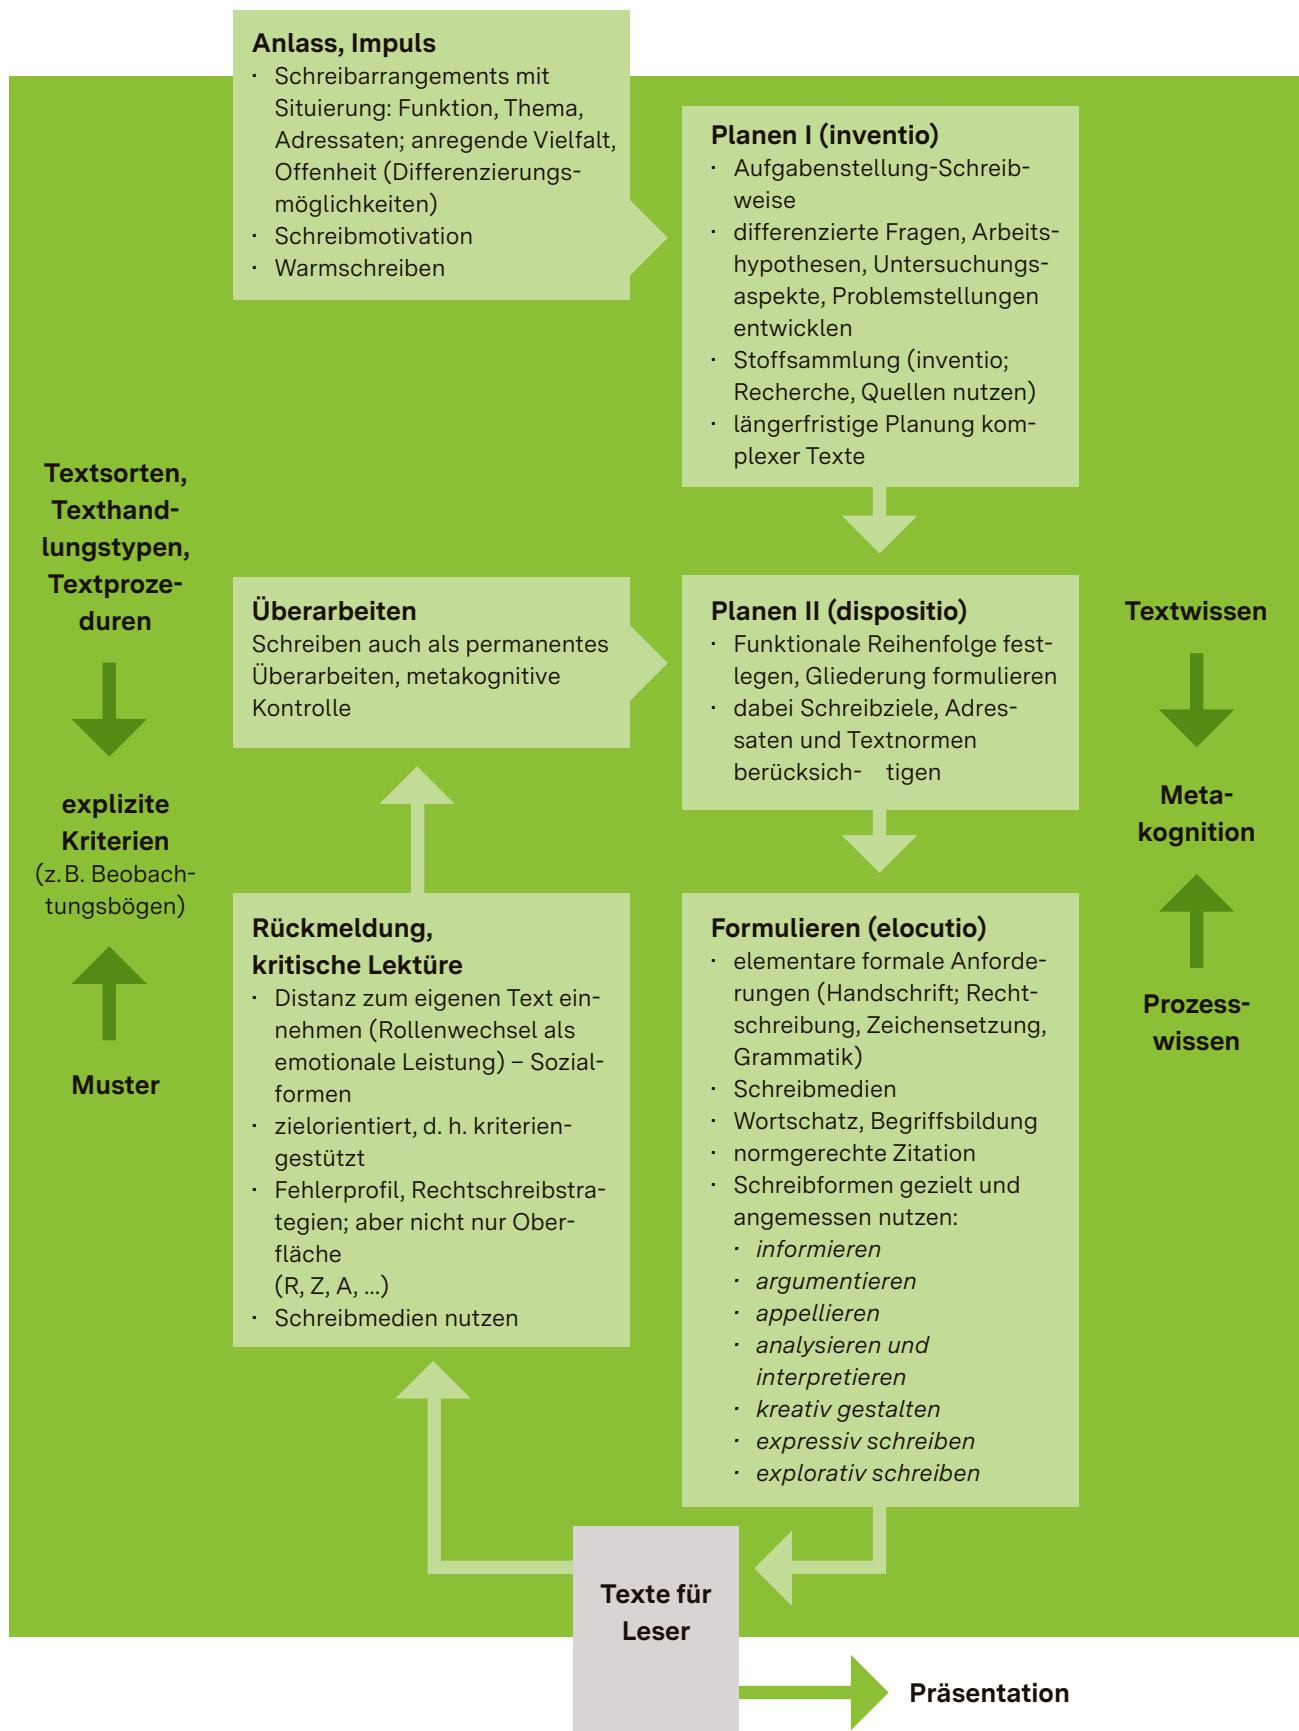 Anlass, Impuls
· Schreibarrangements mit
Situierung: Funktion, Thema,
Adressaten; anregende Vielfalt,
Offenheit (Differenzierungs-
möglichkeiten)
· Schreibmotivation
· Warmschreiben
Planen I (inventio)
· Aufgabenstellung-Schreib-
weise
· differenzierte Fragen, Arbeits-
hypothesen, Untersuchungs-
aspekte, Problemstellungen
entwicklen
· Stoffsammlung (inventio;
Recherche, Quellen nutzen)
· längerfristige Planung kom-
plexer Texte
Textsorten,
Texthand-
lungstypen,
Textproze-
duren
explizite
Kriterien
(z. B. Beobach-
tungsbögen)
Muster
Überarbeiten
Schreiben auch als permanentes
Überarbeiten, metakognitive
Kontrolle
Planen II (dispositio)
· Funktionale Reihenfolge fest-
legen, Gliederung formulieren
· dabei Schreibziele, Adres-
saten und Textnormen
berücksich- tigen
Textwissen
Meta-
kognition
Prozess-
wissen
Rückmeldung,
kritische Lektüre
· Distanz zum eigenen Text ein-
nehmen (Rollenwechsel als
emotionale Leistung) – Sozial-
formen
· zielorientiert, d. h. kriterien-
gestützt
· Fehlerprofil, Rechtschreibstra-
tegien; aber nicht nur Ober-
fläche
(R, Z, A, ...)
· Schreibmedien nutzen
Formulieren (elocutio)
· elementare formale Anforde-
rungen (Handschrift; Recht-
schreibung, Zeichensetzung,
Grammatik)
· Schreibmedien
· Wortschatz, Begriffsbildung
· normgerechte Zitation
· Schreibformen gezielt und
angemessen nutzen:
· informieren
· argumentieren
· appellieren
· analysieren und
interpretieren
· kreativ gestalten
· expressiv schreiben
· explorativ schreiben
Texte für
Leser
Präsentation